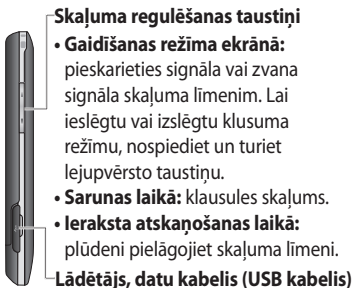 Skaļuma regulēšanas taustiņi
• Gaidīšanas režīma ekrānā:
pieskarieties signāla vai zvana
signāla skaļuma līmenim. Lai
ieslēgtu vai izslēgtu klusuma
režīmu, nospiediet un turiet
lejupvērsto taustiņu.
• Sarunas laikā: klausules skaļums.
• Ieraksta atskaņošanas laikā:
plūdeni pielāgojiet skaļuma līmeni.
Lādētājs, datu kabelis (USB kabelis)